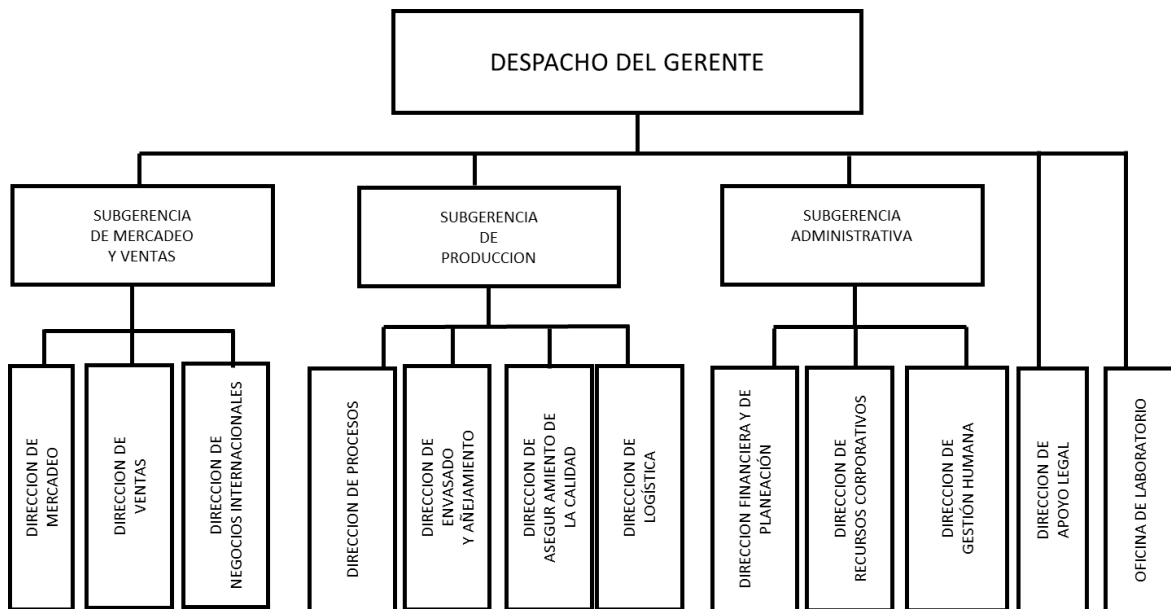 DESPACHO DEL GERENTE
SUBGERENCIA
DE MERCADEO
Y VENTAS
SUBGERENCIA
DE
PRODUCCION
SUBGERENCIA
ADMINISTRATIVA
DIRECCION DE
MERCADEO
DIRECCION DE
VENTAS
DIRECCION DE
NEGOCIOS INTERNACIONALES
DIRECCION DE PROCESOS
DIRECCION DE
ENVASADO
Y AÑEJAMIENTO
DIRECCION DE
ASEGUR AMIENTO DE
LA CALIDAD
DIRECCION DE
LOGÍSTICA
DIRECCION FINANCIERA Y DE
PLANEACIÓN
DIRECCION DE
RECURSOS CORPORATIVOS
DIRECCION DE
GESTIÓN HUMANA
DIRECCION DE
APOYO LEGAL
OFICINA DE LABORATORIO